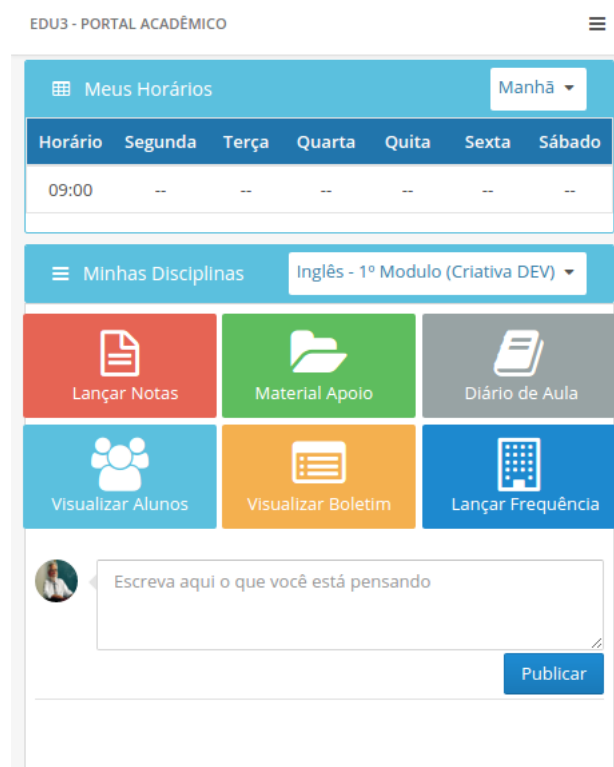 EDU3 - PORTAL ACADÊMICO
Meus Horários Manhã
Horário Segunda Terça Quarta Quita Sexta Sábado
09:00 -- -- -- -- -- --
Minhas Disciplinas Inglês - 1º Modulo (Criativa DEV)
Lançar Notas Material Apoio Diário de Aula
Visualizar Alunos Visualizar Boletim Lançar Frequência
Escreva aqui o que você está pensando
Publicar